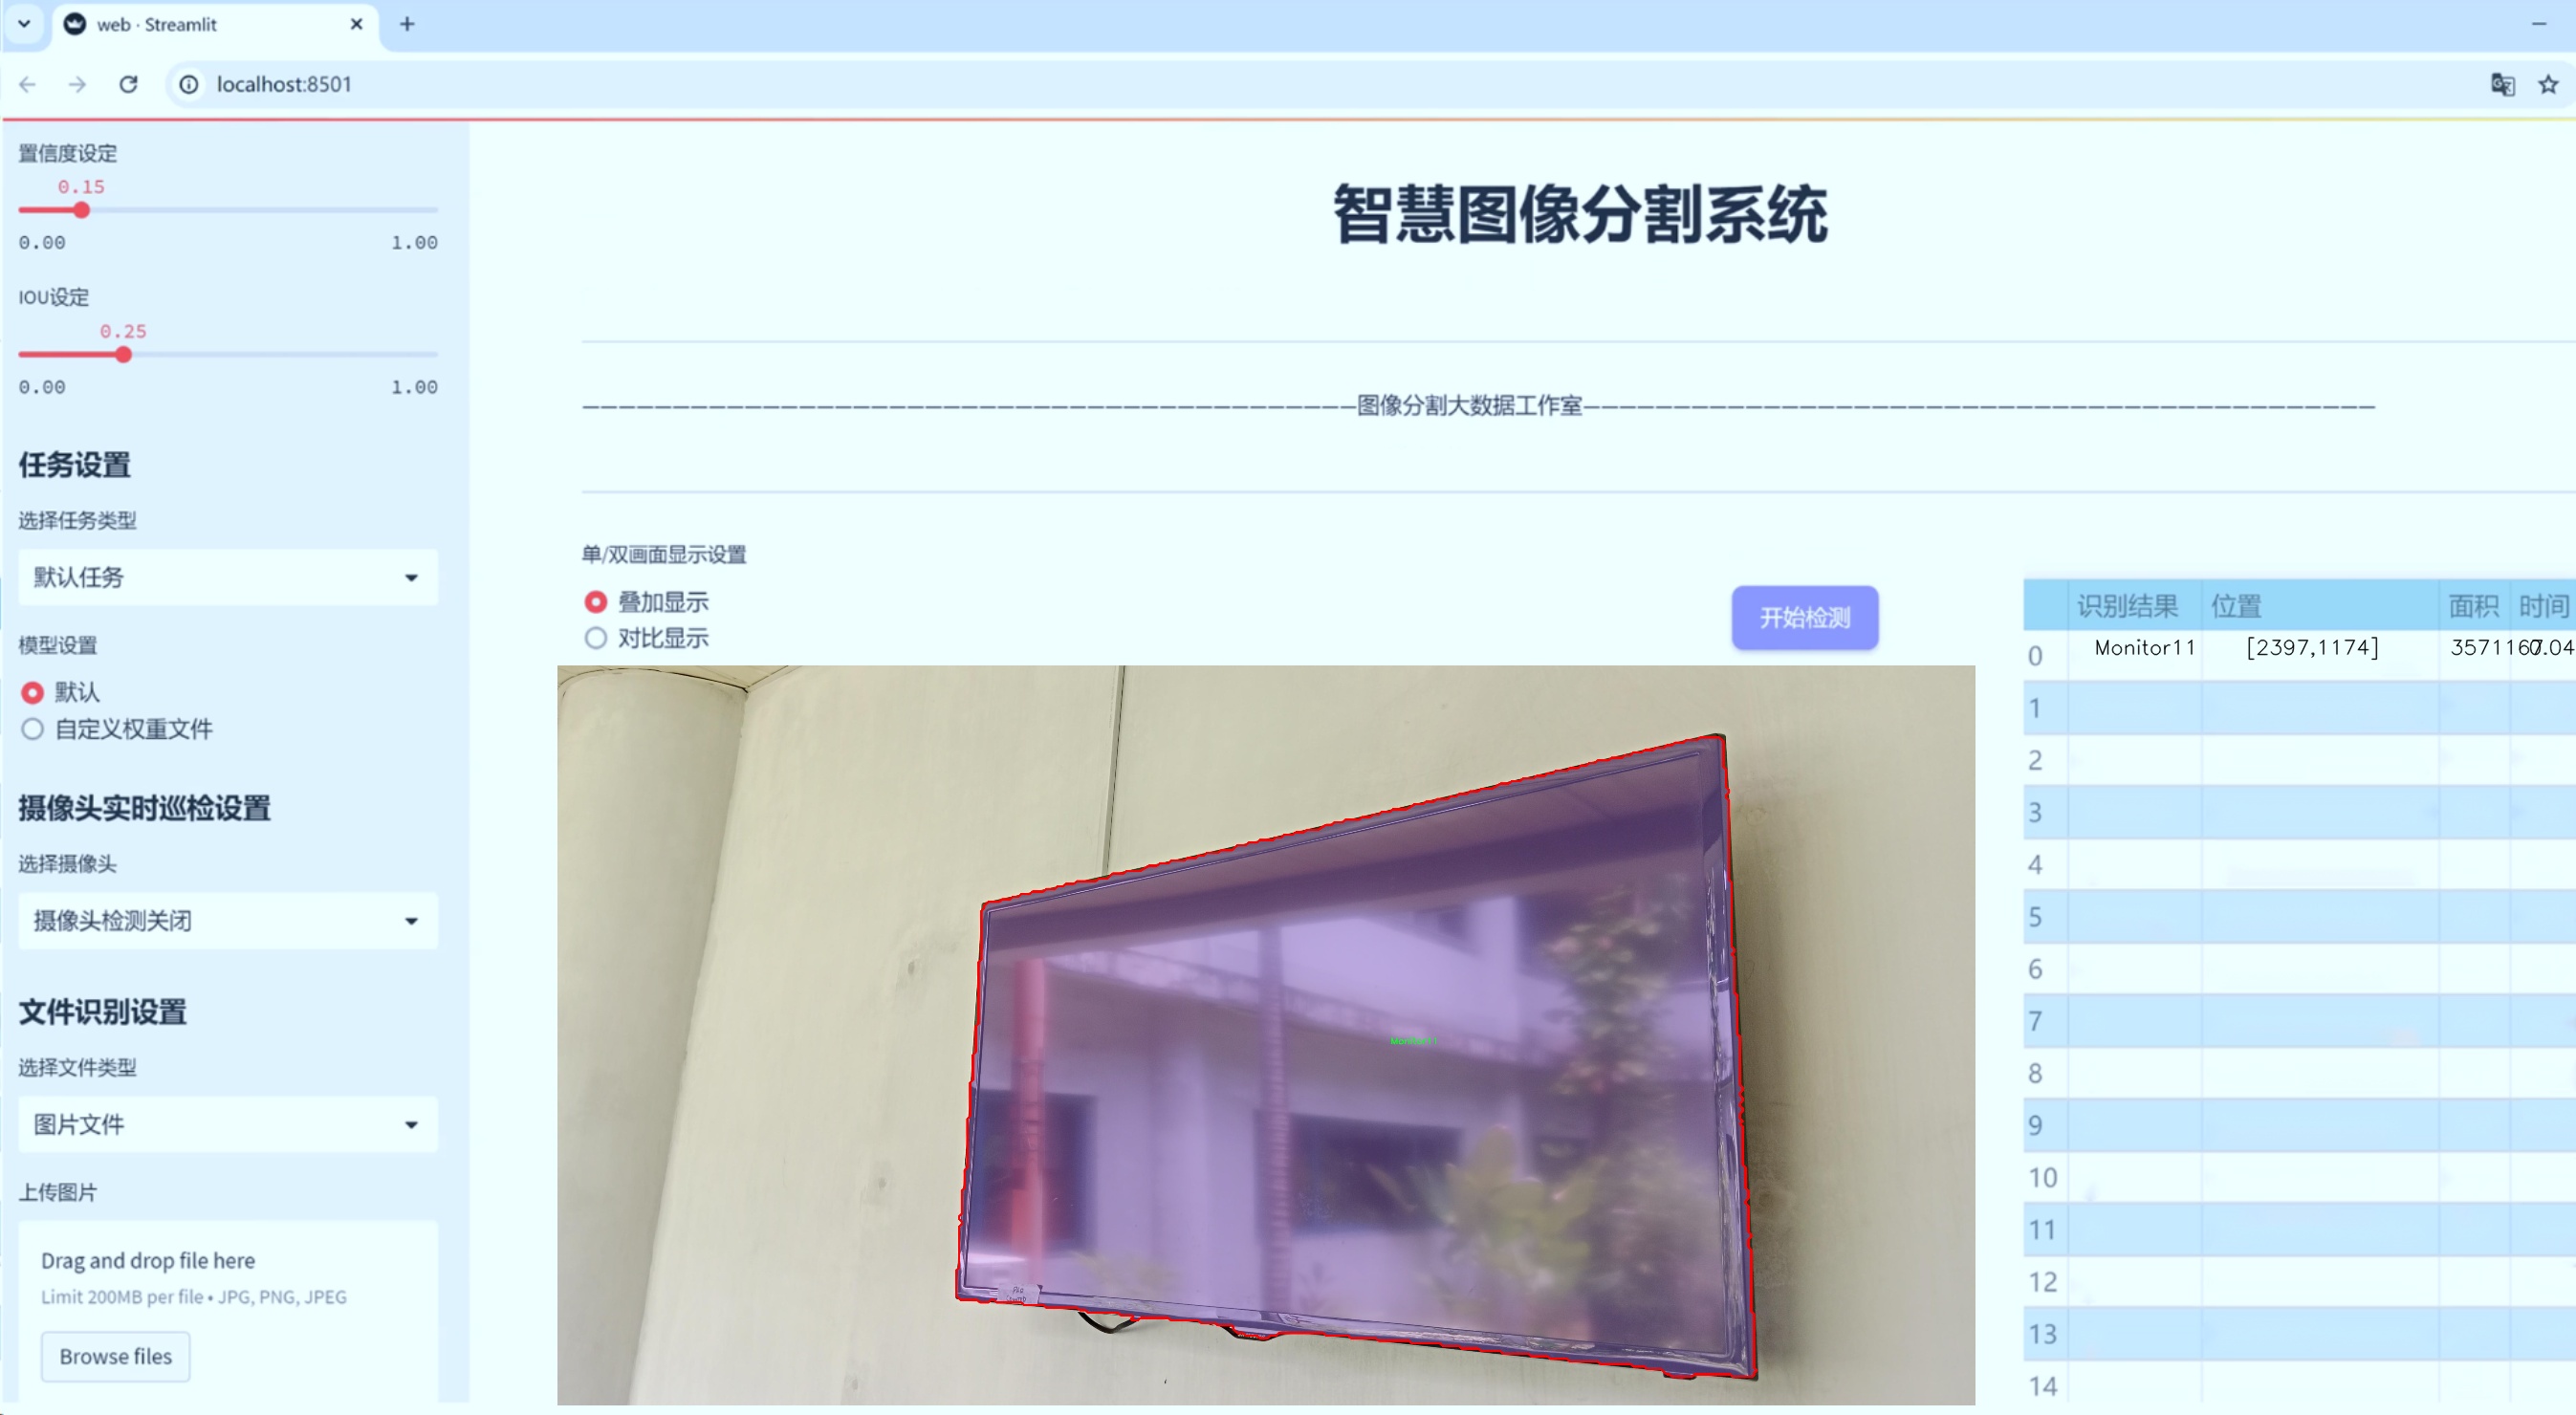 web · Streamlit
localhost:8501
置信度设定
0.15
0.00 1.00
IOU设定
0.25
0.00 1.00
任务设置
选择任务类型
默认任务
模型设置
默认
自定义权重文件
摄像头实时巡检设置
选择摄像头
摄像头检测关闭
文件识别设置
选择文件类型
图片文件
上传图片
Drag and drop file here
Limit 200MB per file • JPG, PNG, JPEG
Browse files
智慧图像分割系统
图像分割大数据工作室
单/双画面显示设置
叠加显示
对比显示
开始检测
Monitor11
识别结果 位置 面积 时间
0 Monitor11 [2397,1174]
1
2
3
4
5
6
7
8
9
10
11
12
13
14